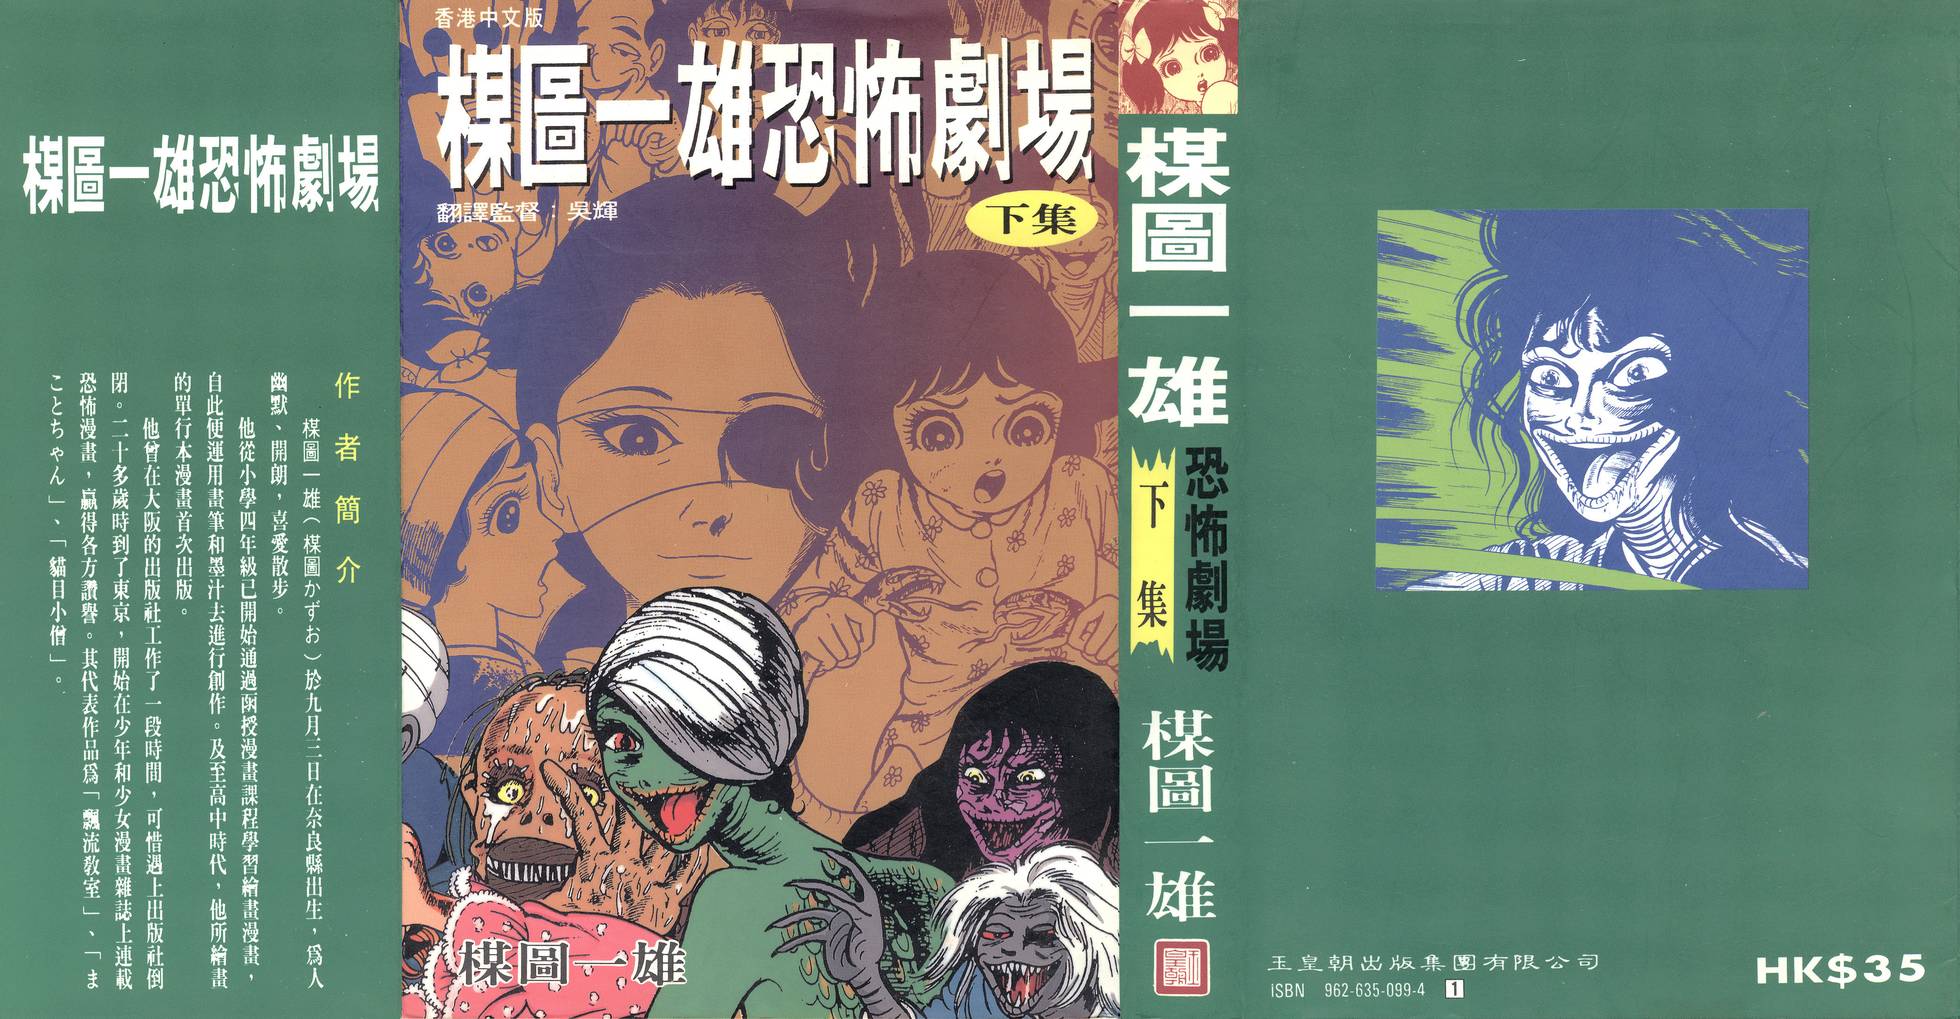 楳圖一雄恐怖劇場
作者簡介
楳圖一雄（楳圖かずお）於九月三日在奈良縣出生，爲人
幽默、開朗，喜愛散步。
他從小學四年級已開始通過函授漫畫課程學習繪畫漫畫，
自此便運用畫筆和墨汁去進行創作。及至高中時代，他所繪畫
的單行本漫畫首次出版。
他曾在大阪的出版社工作了一段時間，可惜遇上出版社倒
閉。二十多歲時到了東京，開始在少年和少女漫畫雜誌上連載
恐怖漫畫，贏得各方讚譽。其代表作品爲「飄流教室」、「ま
ことちゃん」、「貓目小僧」。
香港中文版
楳圖一雄恐怖劇場
翻譯監督：吳輝
下集
楳圖一雄
楳圖一雄
恐怖劇場
下集
楳圖一雄
玉皇朝
玉皇朝出版集團有限公司
iSBN 962-635-099-4 1
HK$35